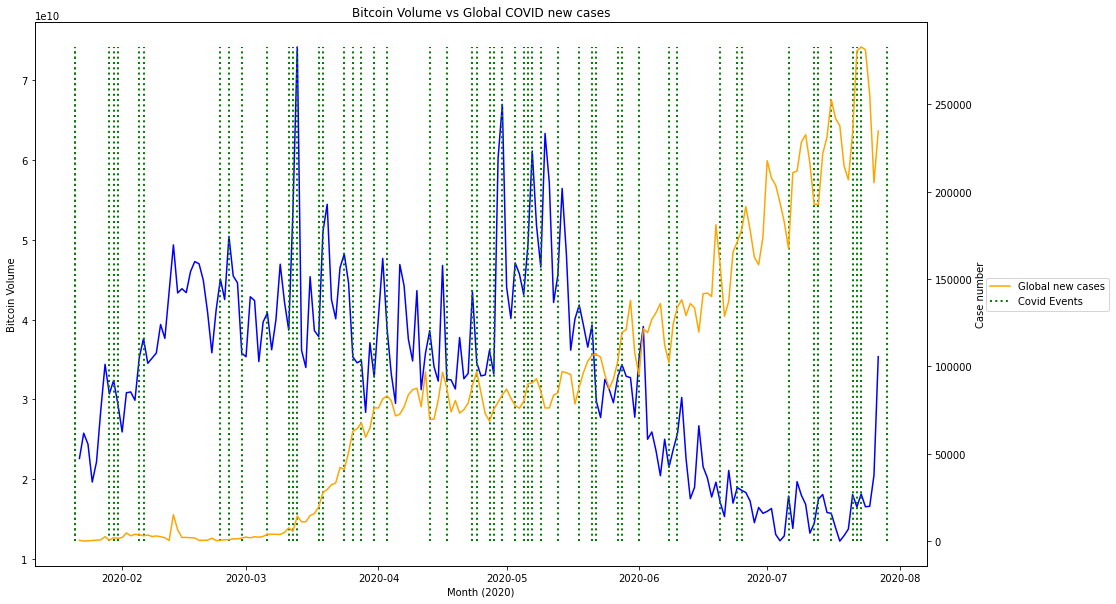 Bitcoin Volume vs Global COVID new cases
1e10
7
6
5
4
3
2
1
Bitcoin Volume
250000
200000
150000
100000
50000
0
Case number
Global new cases
Covid Events
2020-02
2020-03
2020-04
2020-05
2020-06
2020-07
2020-08
Month (2020)